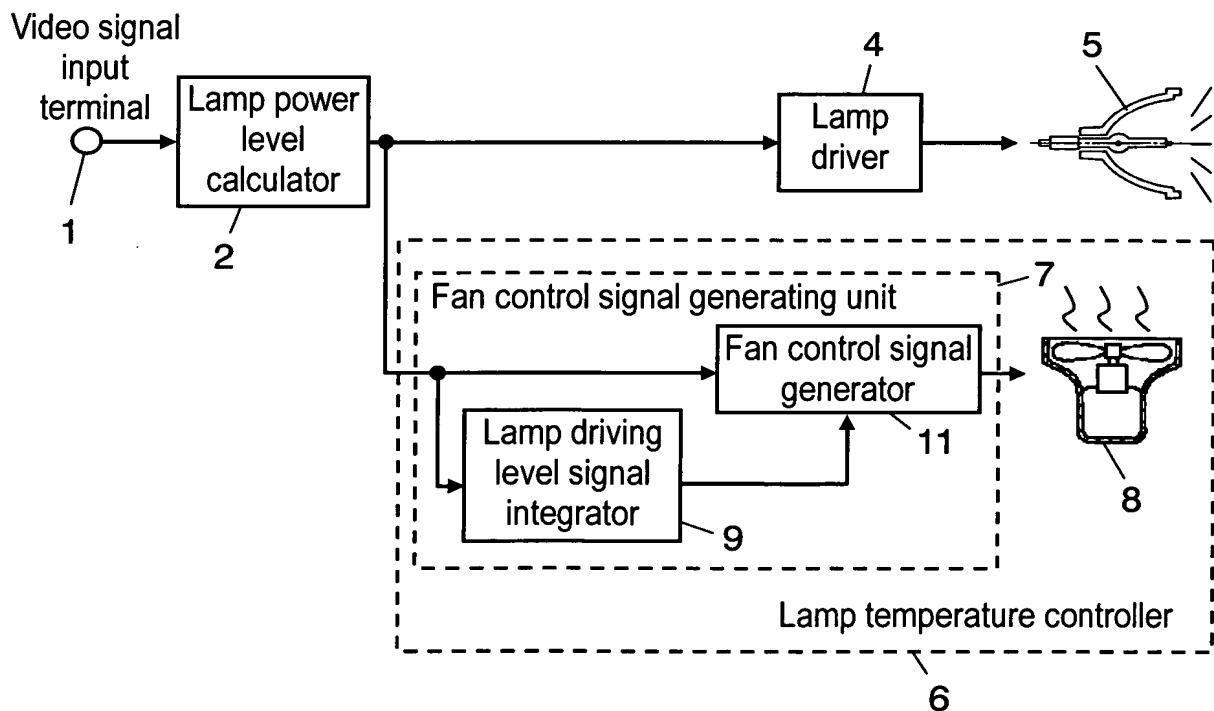 Video signal
input
terminal
1
Lamp power
level
calculator
2
4
Lamp
driver
5
7
Fan control signal generating unit
Fan control signal
generator
11
Lamp driving
level signal
integrator
9
8
Lamp temperature controller
6